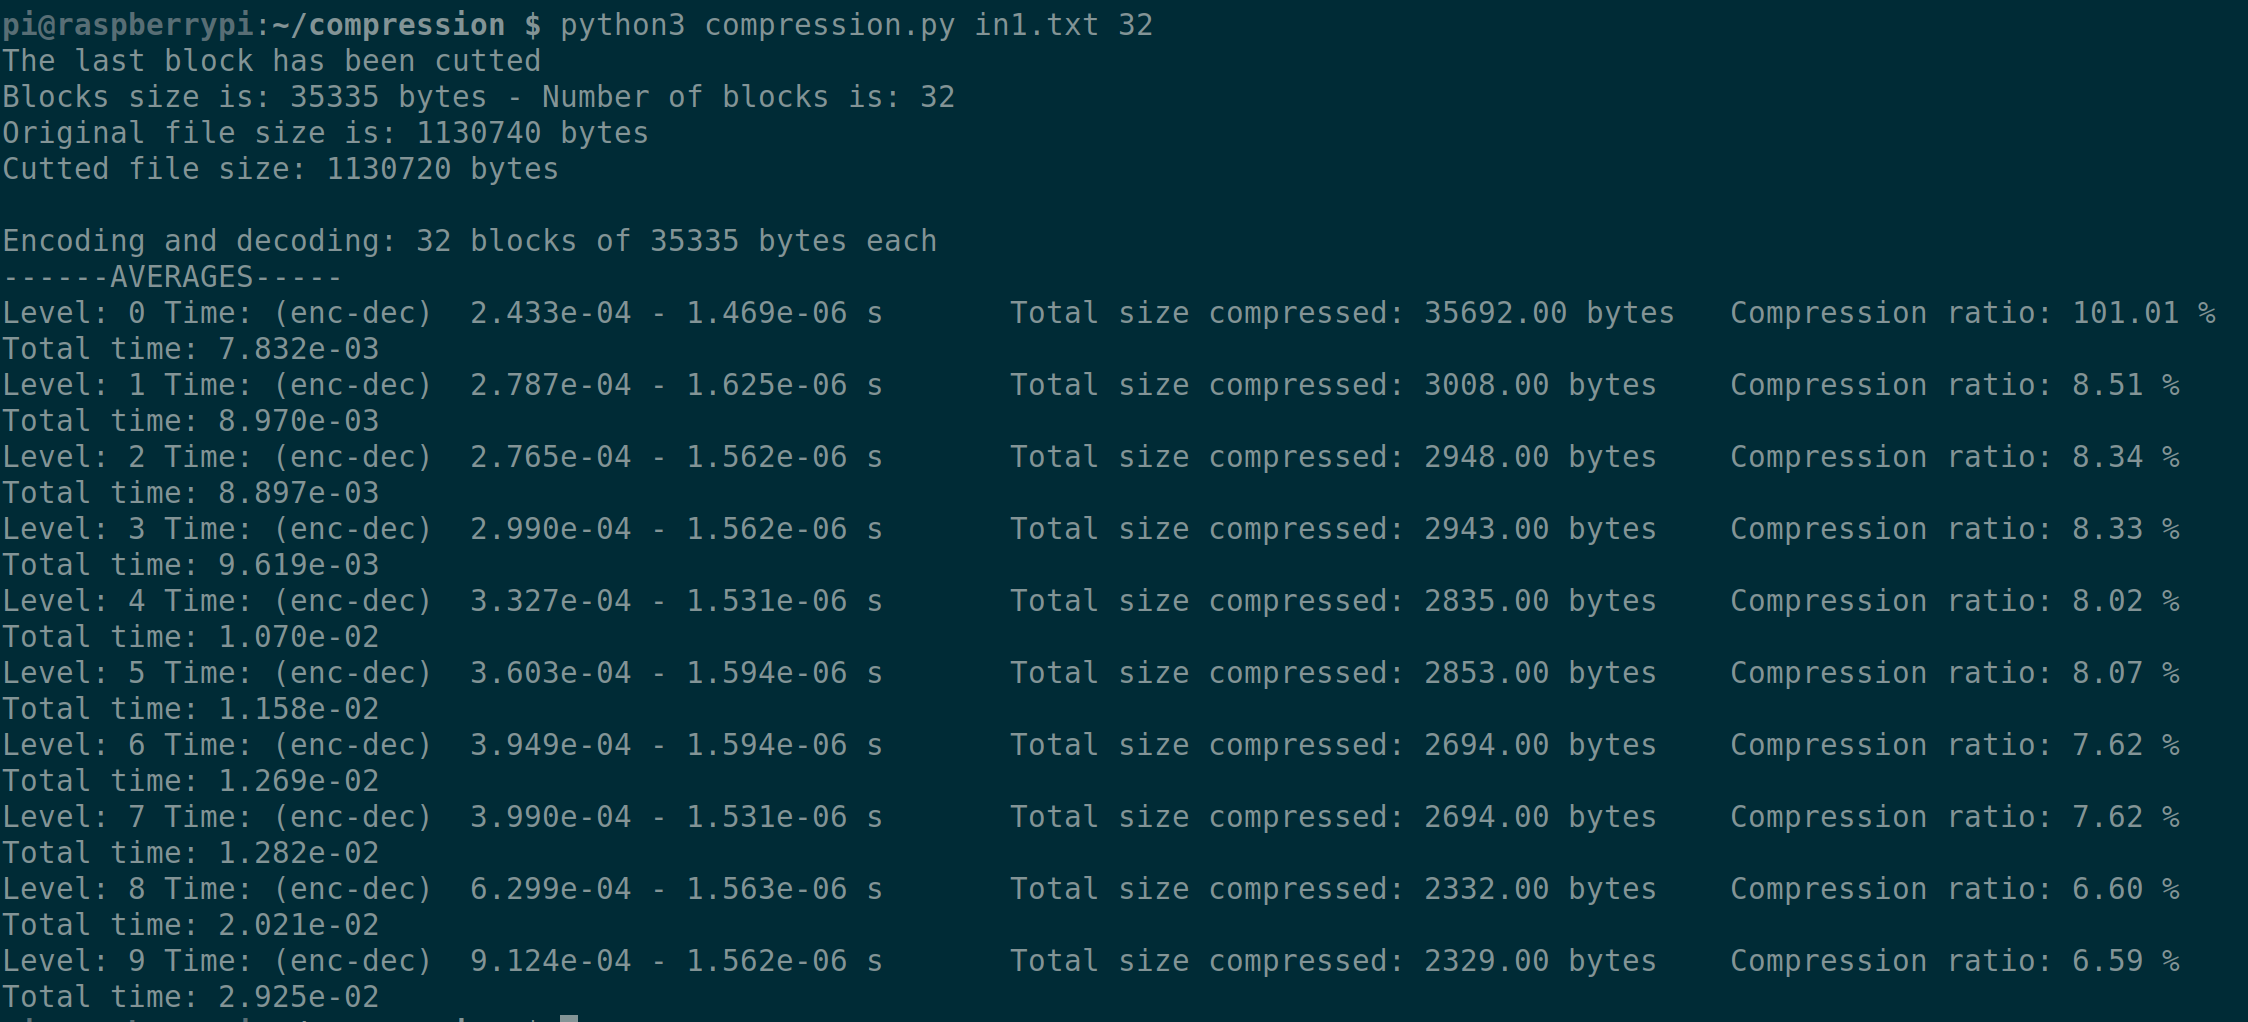 pi@raspberrypi:~/compression $ python3 compression.py in1.txt 32
The last block has been cutted
Blocks size is: 35335 bytes - Number of blocks is: 32
Original file size is: 1130740 bytes
Cutted file size: 1130720 bytes

Encoding and decoding: 32 blocks of 35335 bytes each
------AVERAGES-----
Level: 0 Time: (enc-dec)  2.433e-04 - 1.469e-06 s       Total size compressed: 35692.00 bytes   Compression ratio: 101.01 %
Total time: 7.832e-03
Level: 1 Time: (enc-dec)  2.787e-04 - 1.625e-06 s       Total size compressed: 3008.00 bytes    Compression ratio: 8.51 %
Total time: 8.970e-03
Level: 2 Time: (enc-dec)  2.765e-04 - 1.562e-06 s       Total size compressed: 2948.00 bytes    Compression ratio: 8.34 %
Total time: 8.897e-03
Level: 3 Time: (enc-dec)  2.990e-04 - 1.562e-06 s       Total size compressed: 2943.00 bytes    Compression ratio: 8.33 %
Total time: 9.619e-03
Level: 4 Time: (enc-dec)  3.327e-04 - 1.531e-06 s       Total size compressed: 2835.00 bytes    Compression ratio: 8.02 %
Total time: 1.070e-02
Level: 5 Time: (enc-dec)  3.603e-04 - 1.594e-06 s       Total size compressed: 2853.00 bytes    Compression ratio: 8.07 %
Total time: 1.158e-02
Level: 6 Time: (enc-dec)  3.949e-04 - 1.594e-06 s       Total size compressed: 2694.00 bytes    Compression ratio: 7.62 %
Total time: 1.269e-02
Level: 7 Time: (enc-dec)  3.990e-04 - 1.531e-06 s       Total size compressed: 2694.00 bytes    Compression ratio: 7.62 %
Total time: 1.282e-02
Level: 8 Time: (enc-dec)  6.299e-04 - 1.563e-06 s       Total size compressed: 2332.00 bytes    Compression ratio: 6.60 %
Total time: 2.021e-02
Level: 9 Time: (enc-dec)  9.124e-04 - 1.562e-06 s       Total size compressed: 2329.00 bytes    Compression ratio: 6.59 %
Total time: 2.925e-02